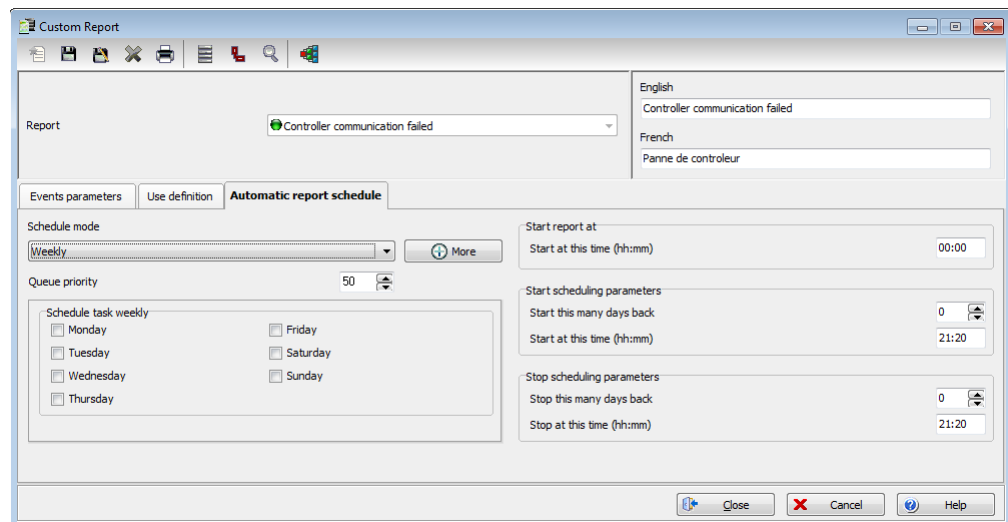 Custom Report
English
Controller communication failed
Report
Controller communication failed
French
Panne de controleur
Events parameters
Use definition
Automatic report schedule
Schedule mode
Weekly
More
Queue priority
50
Schedule task weekly
Monday
Friday
Tuesday
Saturday
Wednesday
Sunday
Thursday
Start report at
Start at this time (hh:mm)
00:00
Start scheduling parameters
Start this many days back
0
Start at this time (hh:mm)
21:20
Stop scheduling parameters
Stop this many days back
0
Stop at this time (hh:mm)
21:20
Close
Cancel
Help